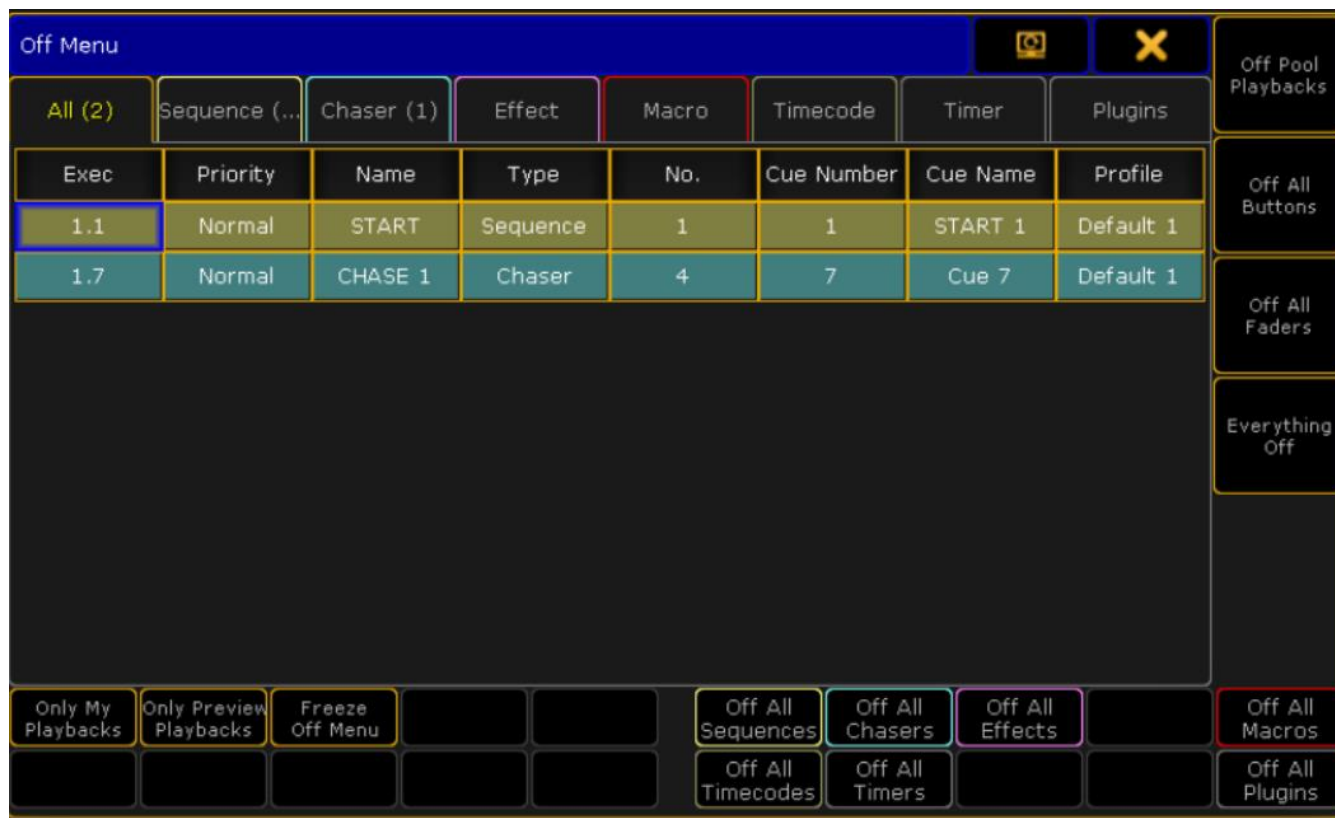 Off Menu
Off Pool
Playbacks
All (2) Sequence (... Chaser (1) Effect Macro Timecode Timer Plugins
Exec Priority Name Type No. Cue Number Cue Name Profile
Off All
Buttons
1.1 Normal START Sequence 1 1 START 1 Default 1
1.7 Normal CHASE 1 Chaser 4 7 Cue 7 Default 1
Off All
Faders
Everything
Off
Only My
Playbacks
Only Preview
Playbacks
Freeze
Off Menu
Off All
Sequences
Off All
Chasers
Off All
Effects
Off All
Macros
Off All
Timecodes
Off All
Timers
Off All
Plugins